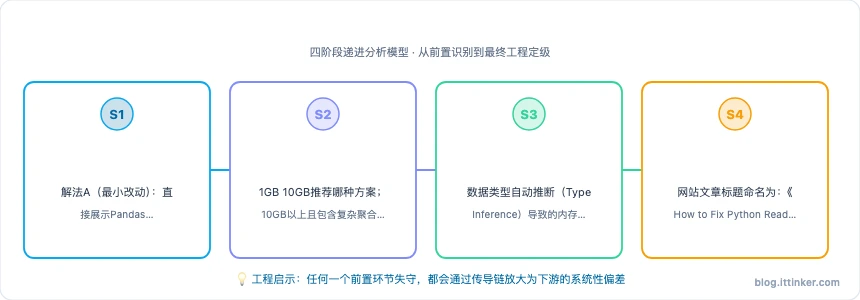 四阶段递进分析模型 · 从前置识别到最终工程定级
S1
解法A（最小改动）：直
接展示Pandas...
S2
1GB 10GB推荐哪种方案；
10GB以上且包含复杂聚合...
S3
数据类型自动推断（Type
Inference）导致的内存...
S4
网站文章标题命名为：《
How to Fix Python Read...
💡 工程启示：任何一个前置环节失守，都会通过传导链放大为下游的系统性偏差
blog.ittinker.com